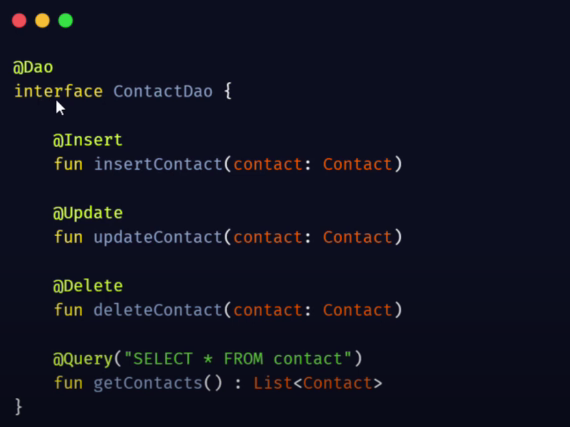 @Dao
interface ContactDao {
@Insert
fun insertContact(contact: Contact)
@Update
fun updateContact(contact: Contact)
@Delete
fun deleteContact(contact: Contact)
@Query("SELECT * FROM contact")
fun getContacts() : List<Contact>
}